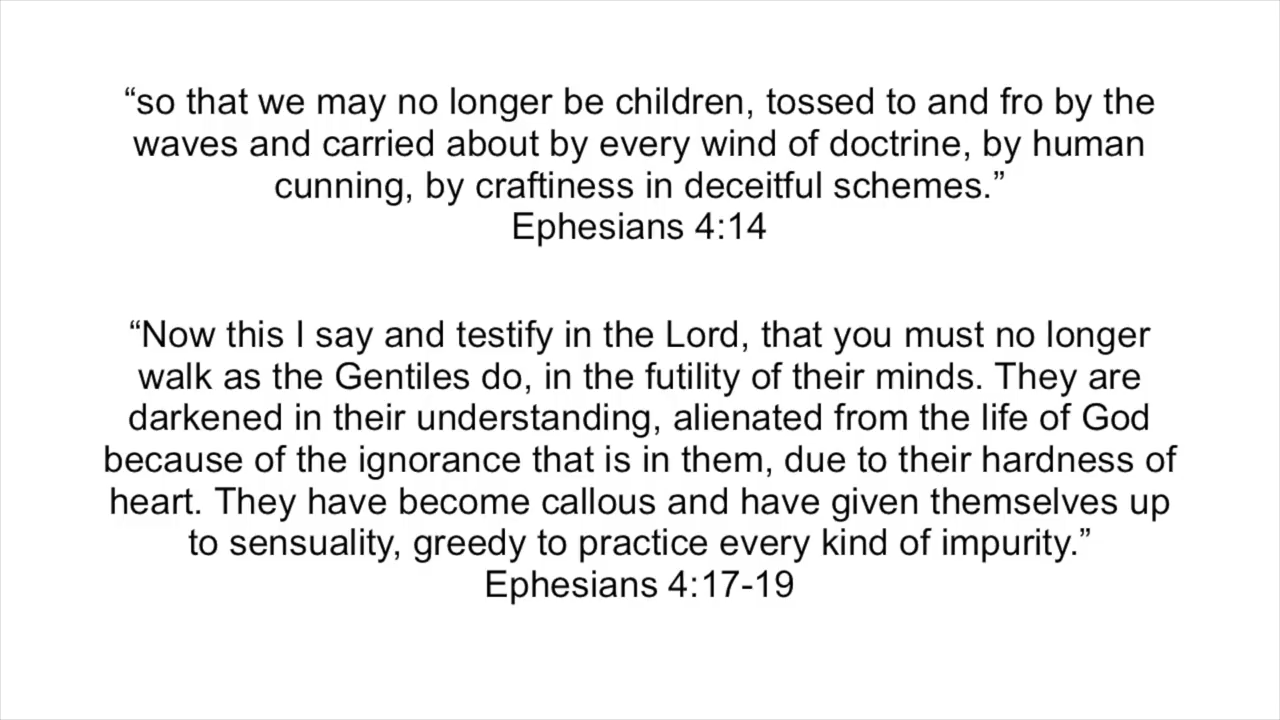 “so that we may no longer be children, tossed to and fro by the
waves and carried about by every wind of doctrine, by human
cunning, by craftiness in deceitful schemes.”
Ephesians 4:14
“Now this I say and testify in the Lord, that you must no longer
walk as the Gentiles do, in the futility of their minds. They are
darkened in their understanding, alienated from the life of God
because of the ignorance that is in them, due to their hardness of
heart. They have become callous and have given themselves up
to sensuality, greedy to practice every kind of impurity.”
Ephesians 4:17-19